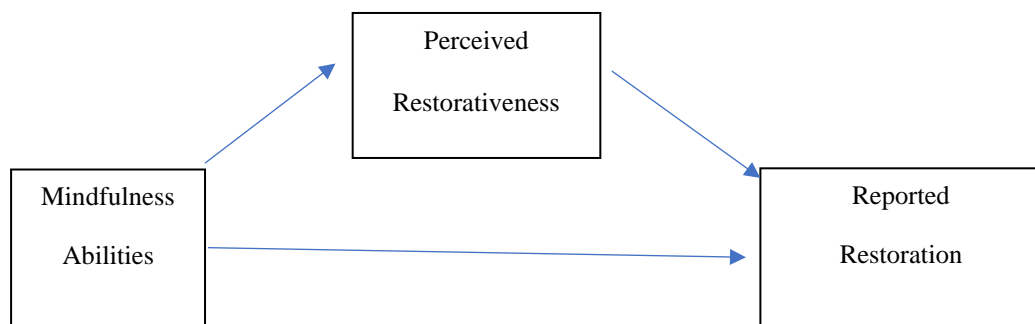 Perceived
Restorativeness
Mindfulness
Abilities
Reported
Restoration